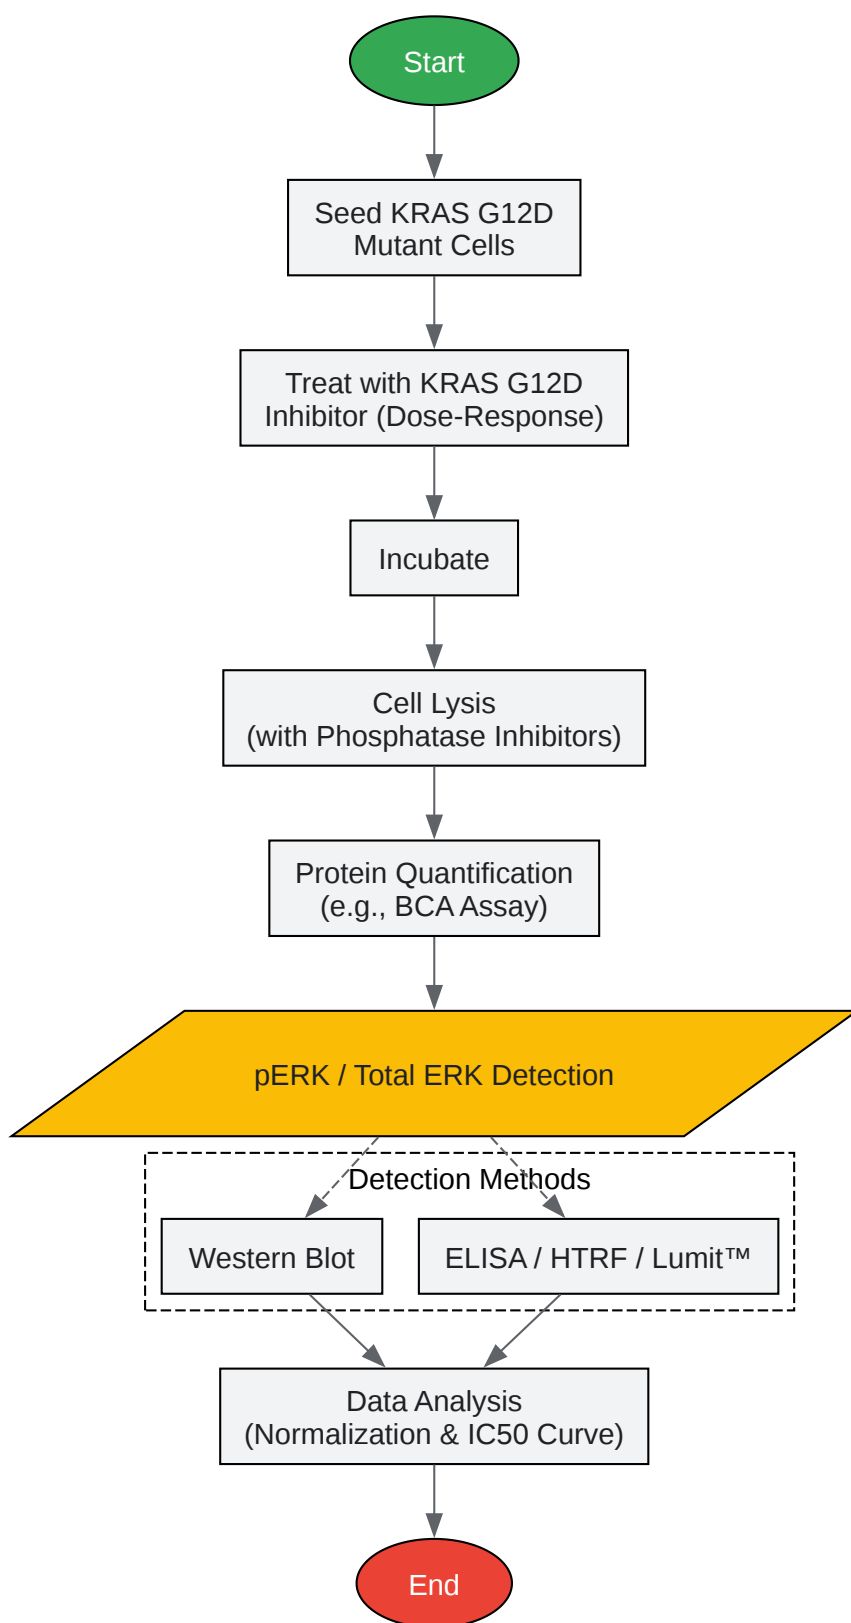 Start
Seed KRAS G12D
Mutant Cells
Treat with KRAS G12D
Inhibitor (Dose-Response)
Incubate
Cell Lysis
(with Phosphatase Inhibitors)
Protein Quantification
(e.g., BCA Assay)
pERK / Total ERK Detection
Detection Methods
Western Blot
ELISA / HTRF / Lumit™
Data Analysis
(Normalization & IC50 Curve)
End